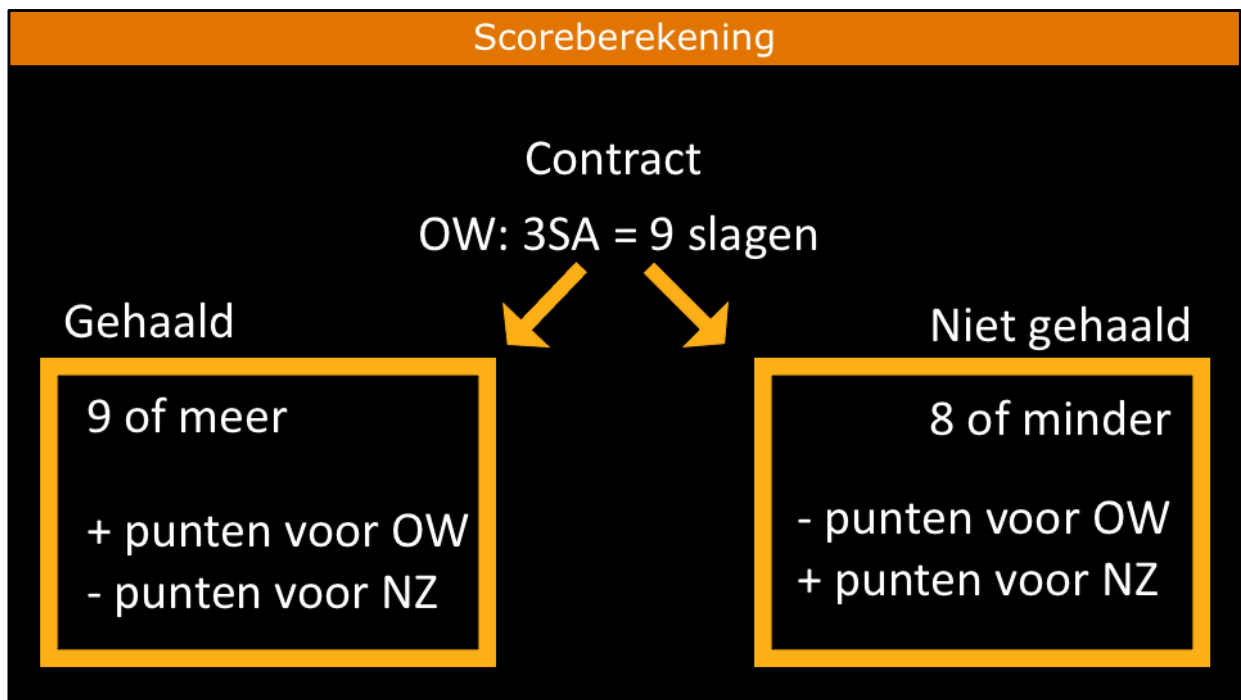 Scoreberekening
Contract
OW: 3SA = 9 slagen
Gehaald
9 of meer
+ punten voor OW
- punten voor NZ
Niet gehaald
8 of minder
- punten voor OW
+ punten voor NZ